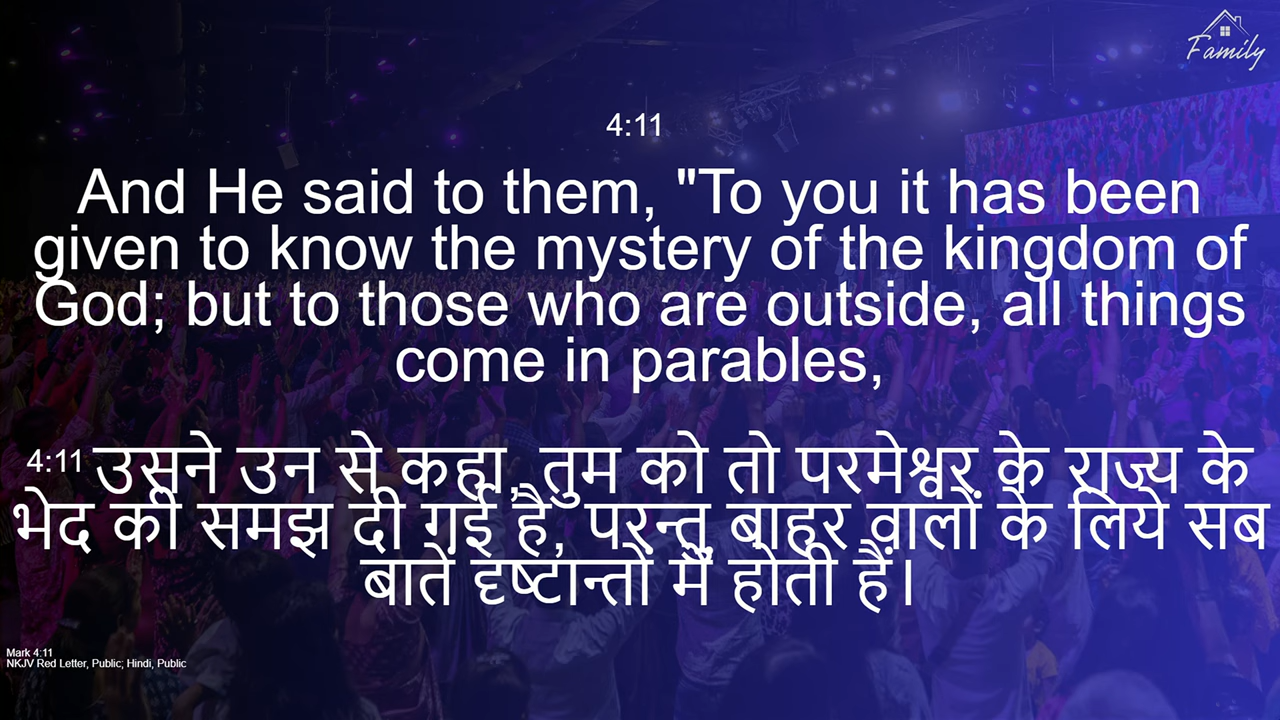 Family
4:11
And He said to them, "To you it has been
given to know the mystery of the kingdom of
God; but to those who are outside, all things
come in parables,
4:11 उसने उन से कहा, तुम को तो परमेश्वर के राज्य के
भेद की समझ दी गई है, परन्तु बाहर वालों के लिये सब
बातें दृष्टान्तों में होती हैं।
Mark 4:11
NKJV Red Letter, Public; Hindi, Public